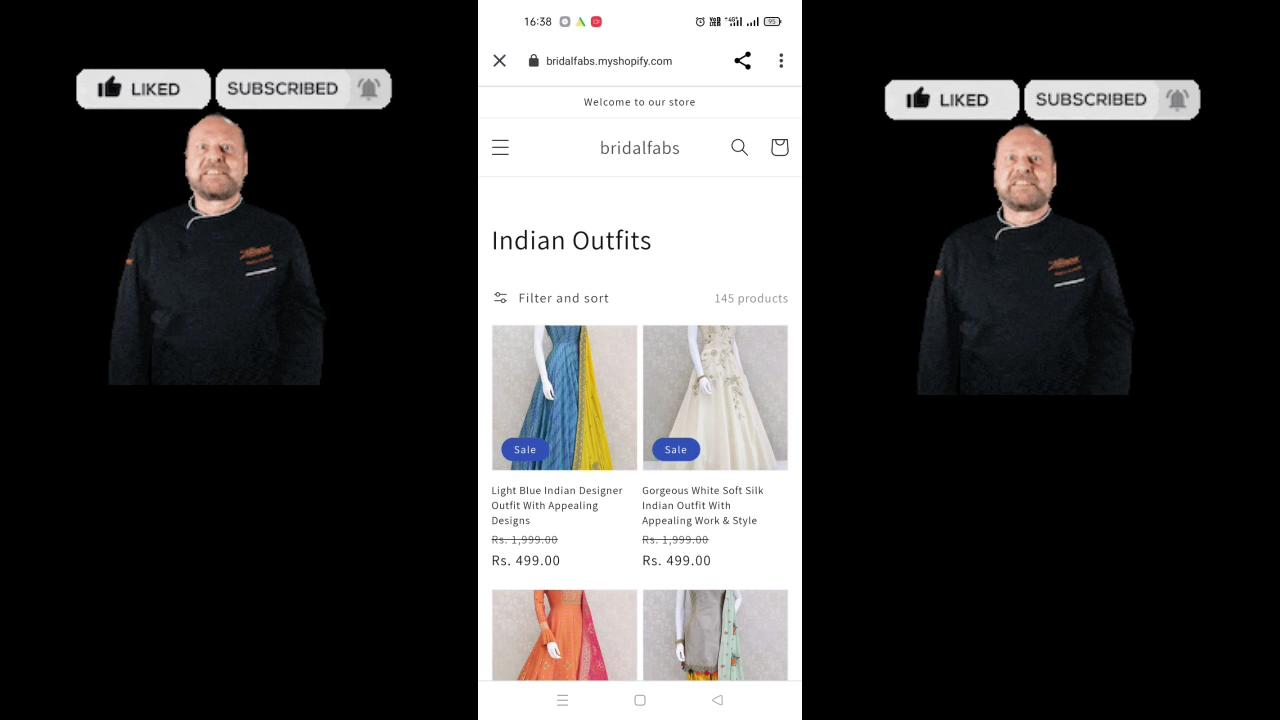 LIKED
SUBSCRIBED
16:38
95
bridalfabs.myshopify.com
Welcome to our store
bridalfabs
Indian Outfits
Filter and sort
145 products
Sale
Sale
Light Blue Indian Designer
Outfit With Appealing
Designs
Rs. 1,999.00
Rs. 499.00
Gorgeous White Soft Silk
Indian Outfit With
Appealing Work & Style
Rs. 1,999.00
Rs. 499.00
LIKED
SUBSCRIBED